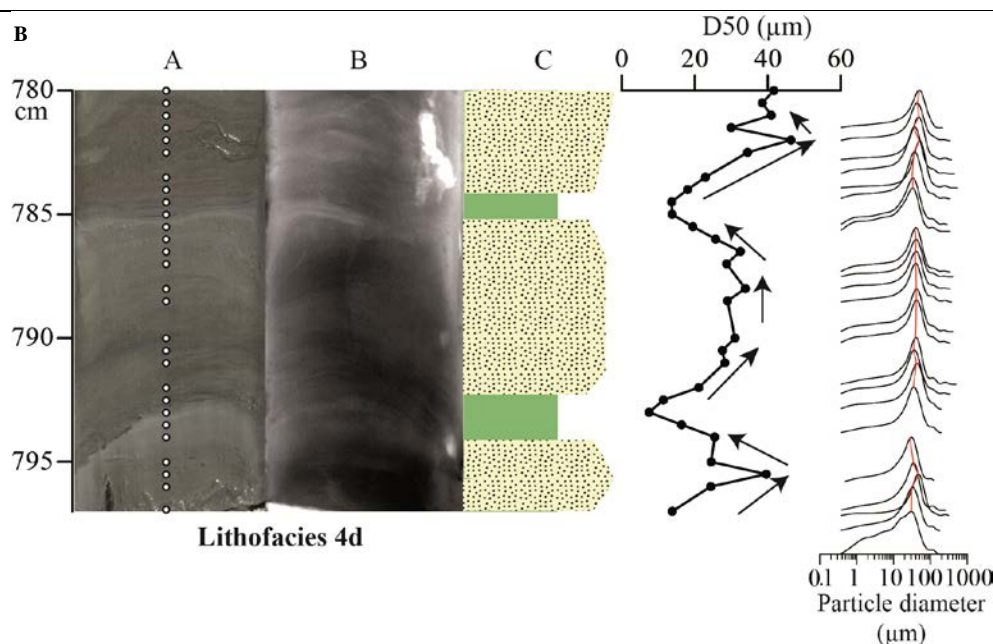 B
D50 (µm)
A B C
0 20 40 60
780
cm
785
790
795
Lithofacies 4d
0.1 1 10 100 1000
Particle diameter
(µm)